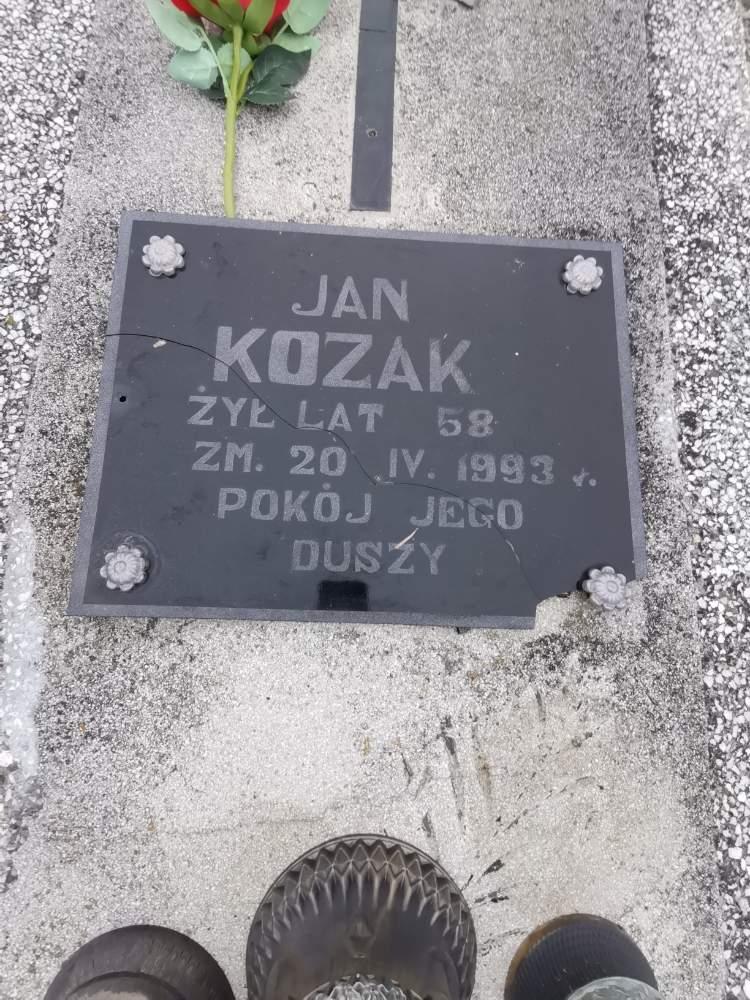 JAN
KOZAK
ŻYŁ LAT 58
ZM. 20 IV. 1993 r.
POKÓJ JEGO
DUSZY